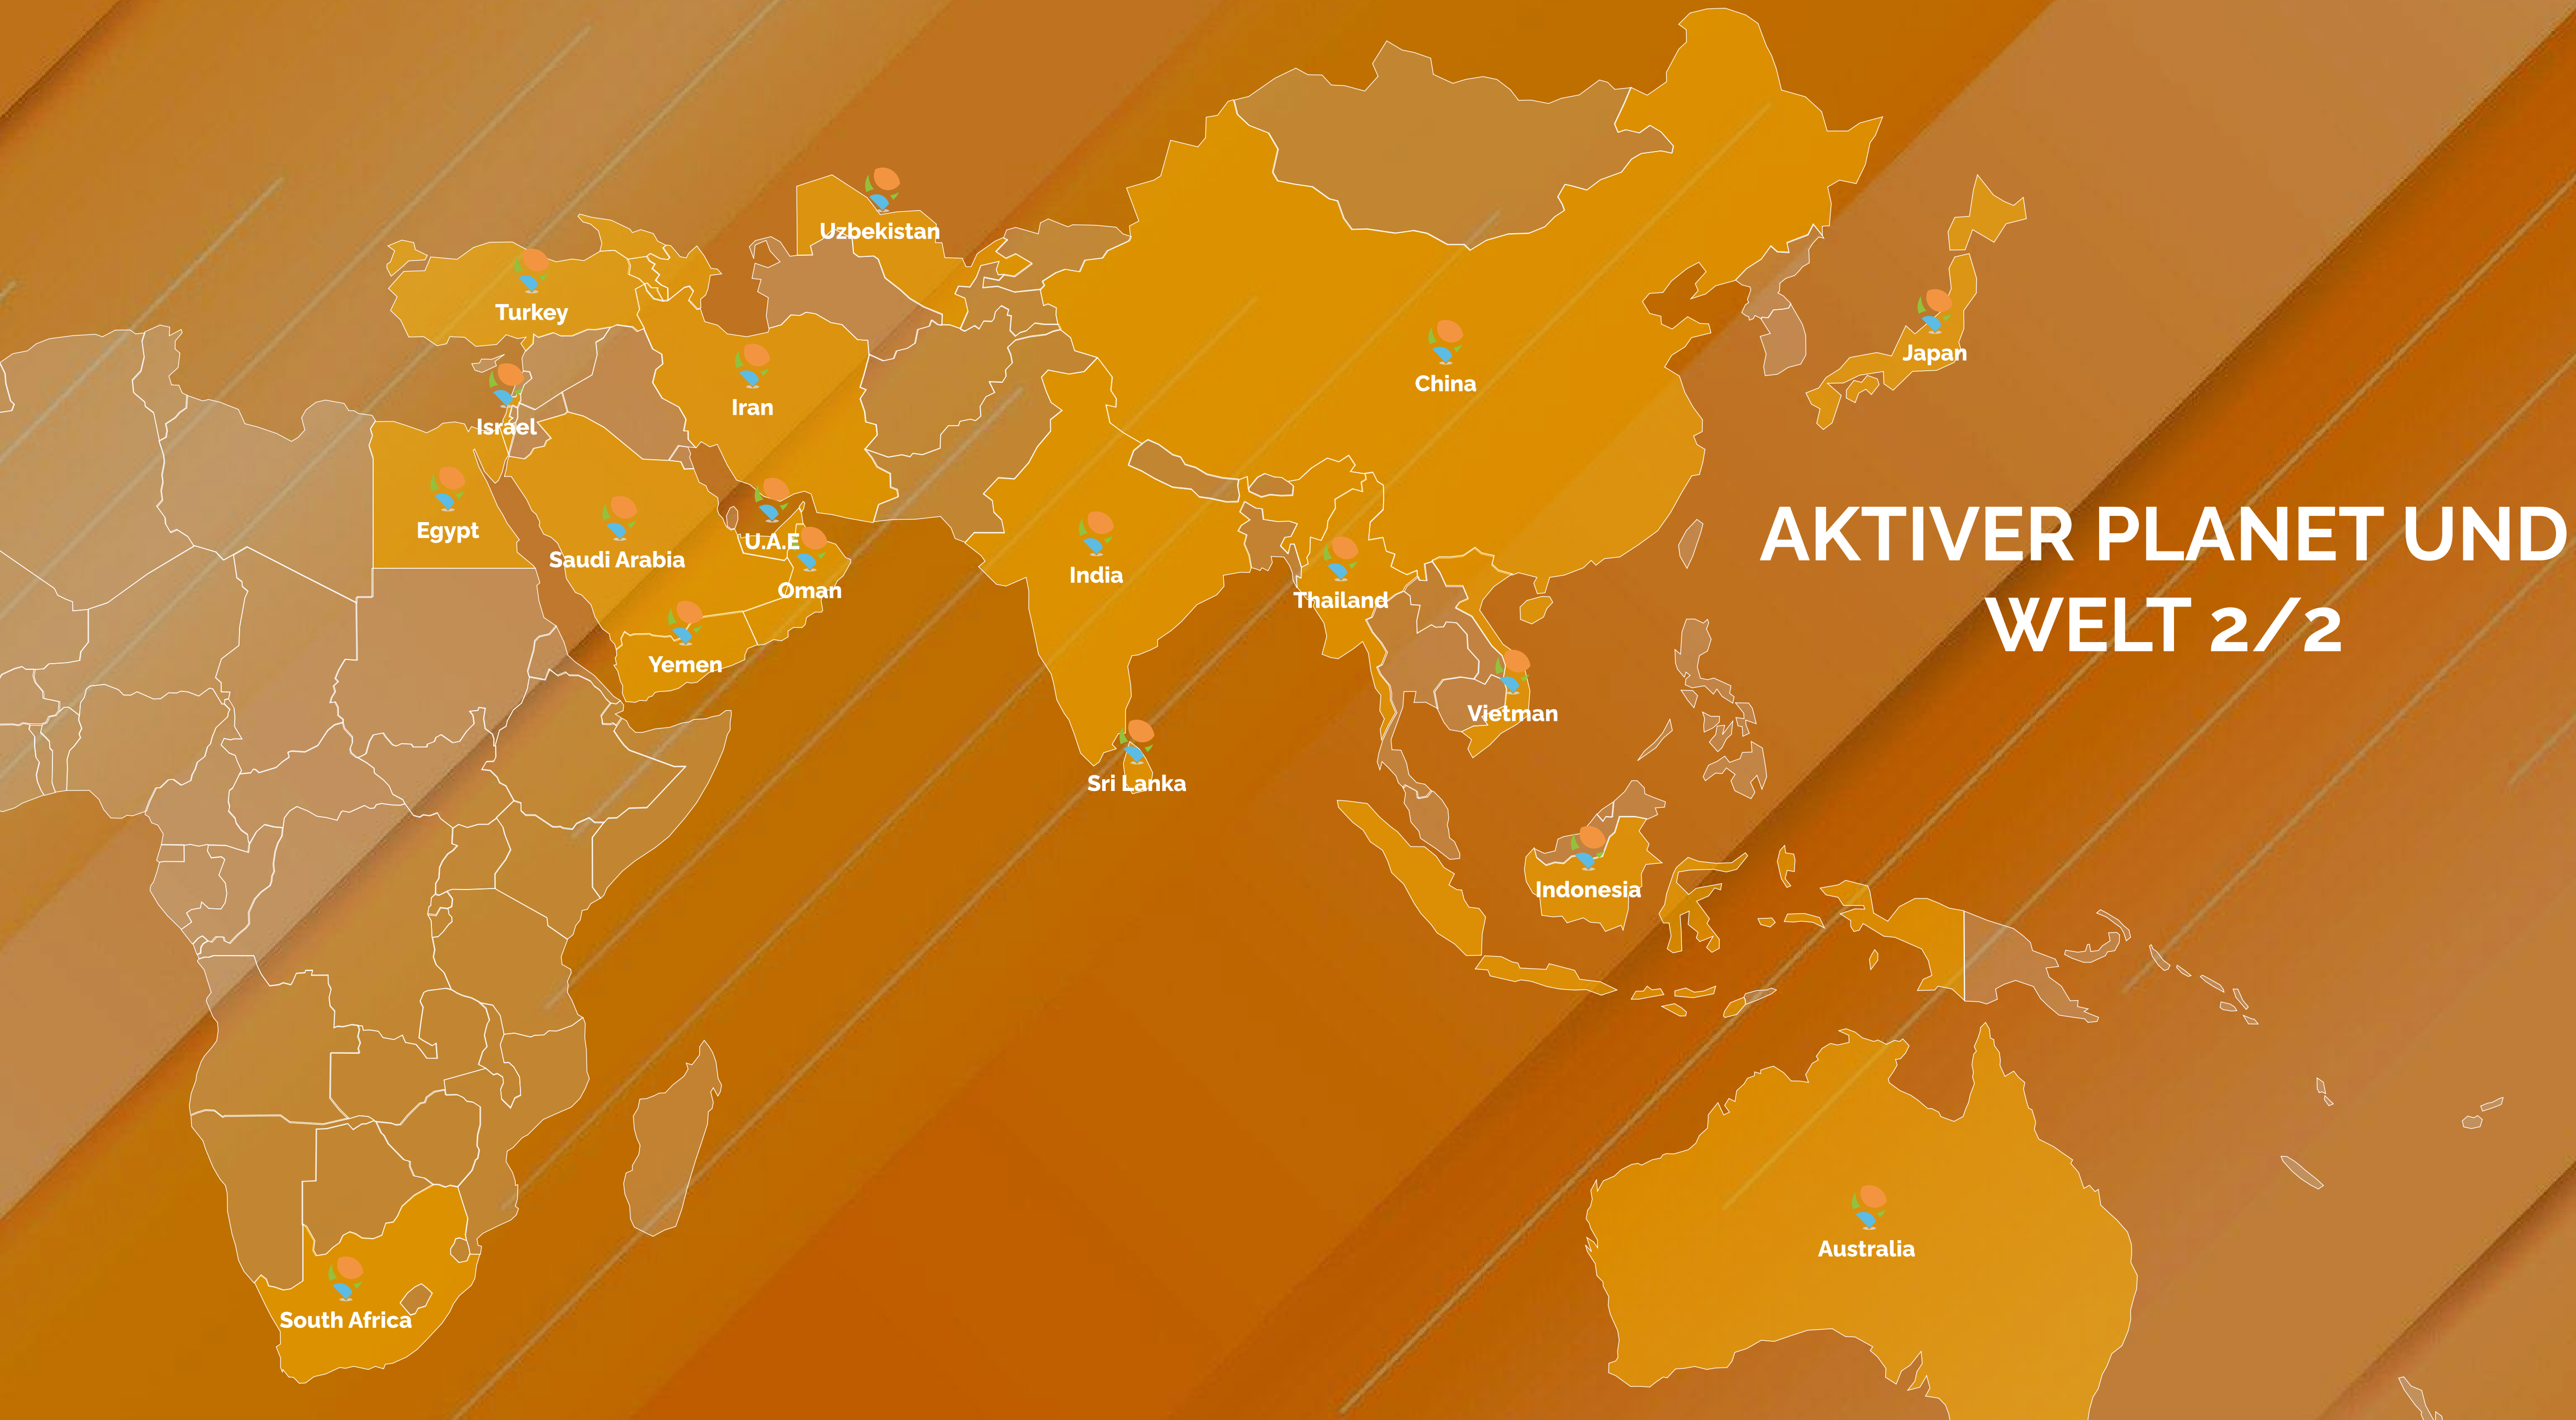 Uzbekistan
Turkey
Japan
China
Iran
Israel
Egypt
AKTIVER PLANET UND
WELT 2/2
U.A.E
Saudi Arabia
India
Oman
Thailand
Yemen
Vietman
Sri Lanka
Indonesia
Australia
South Africa